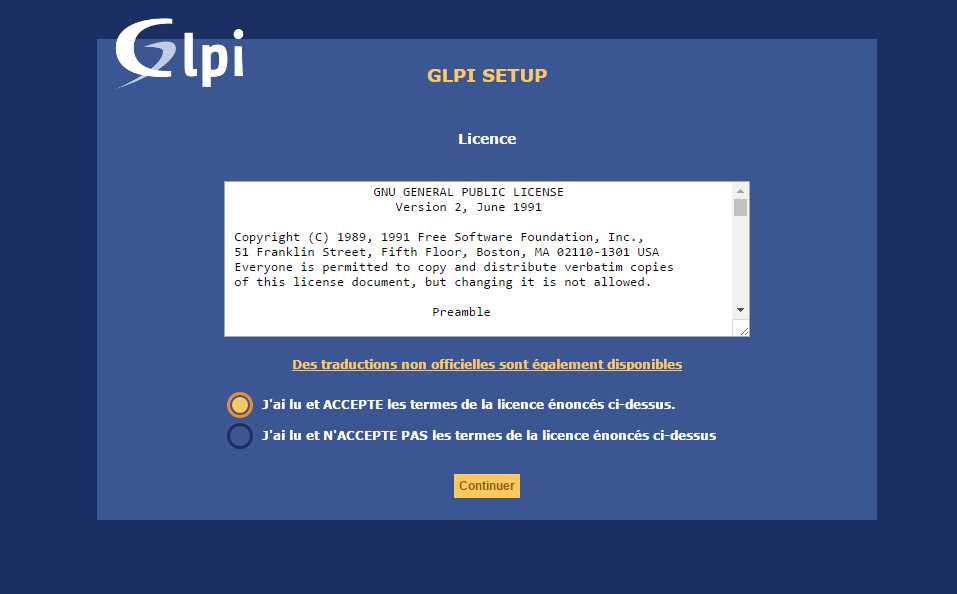 Glpi
GLPI SETUP
Licence
GNU GENERAL PUBLIC LICENSE
Version 2, June 1991
Copyright (C) 1989, 1991 Free Software Foundation, Inc.,
51 Franklin Street, Fifth Floor, Boston, MA 02110-1301 USA
Everyone is permitted to copy and distribute verbatim copies
of this license document, but changing it is not allowed.
Preamble
Des traductions non officielles sont également disponibles
J'ai lu et ACCEPTE les termes de la licence énoncés ci-dessus.
J'ai lu et N'ACCEPTE PAS les termes de la licence énoncés ci-dessus
Continuer